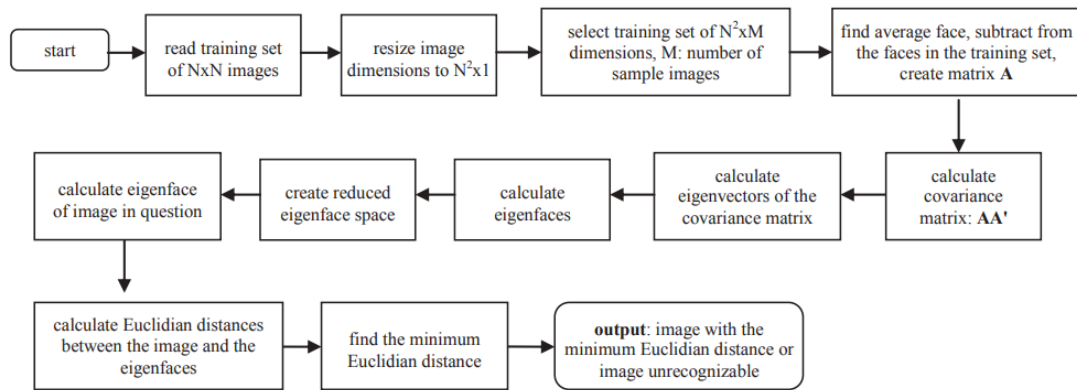 start
read training set
of NxN images
resize image
dimensions to N²x1
select training set of N²xM
dimensions, M: number of
sample images
find average face, subtract from
the faces in the training set,
create matrix A
calculate eigenface
of image in question
create reduced
eigenface space
calculate
eigenfaces
calculate
eigenvectors of the
covariance matrix
calculate
covariance
matrix: AA'
calculate Euclidian distances
between the image and the
eigenfaces
find the minimum
Euclidian distance
output: image with the
minimum Euclidian distance or
image unrecognizable